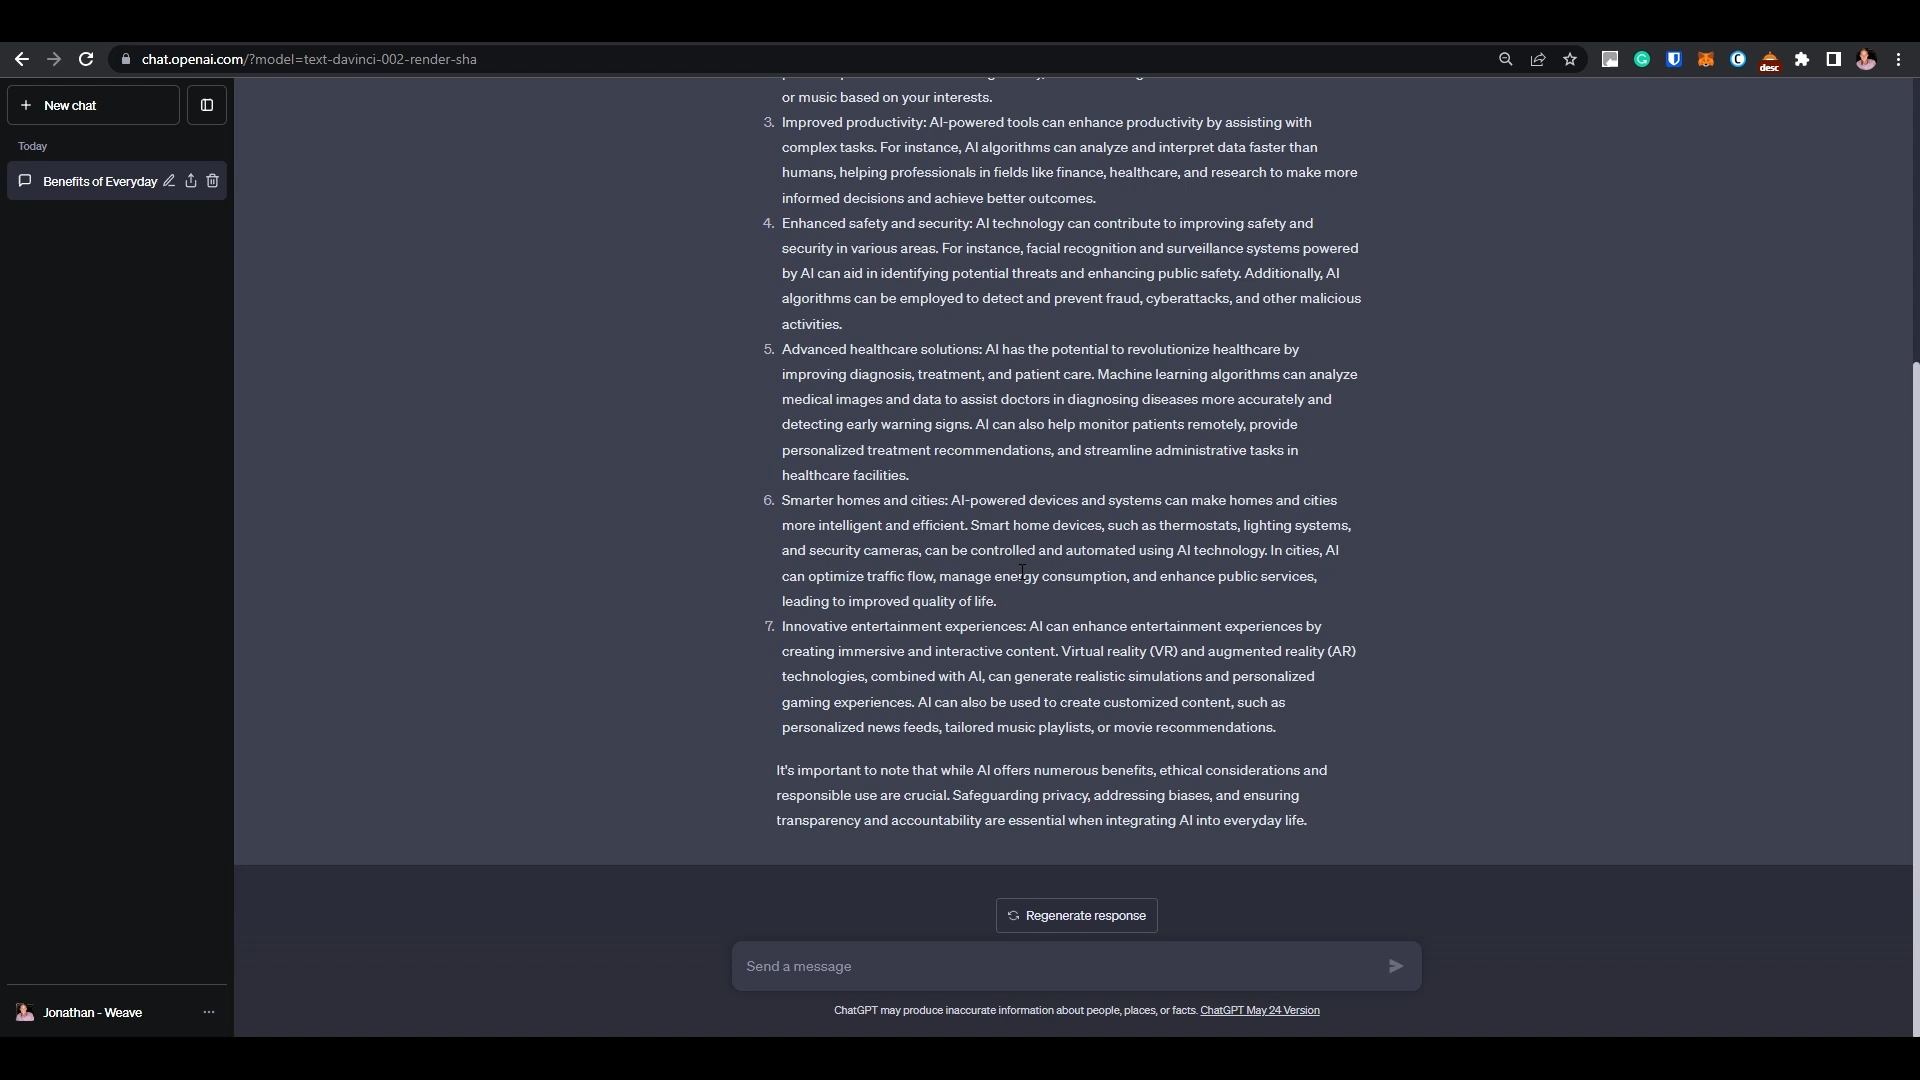 chat.openai.com/?model=text-davinci-002-render-sha
desc
New chat
Today
Benefits of Everyday
or music based on your interests.
3. Improved productivity: AI-powered tools can enhance productivity by assisting with
complex tasks. For instance, AI algorithms can analyze and interpret data faster than
humans, helping professionals in fields like finance, healthcare, and research to make more
informed decisions and achieve better outcomes.
4. Enhanced safety and security: AI technology can contribute to improving safety and
security in various areas. For instance, facial recognition and surveillance systems powered
by AI can aid in identifying potential threats and enhancing public safety. Additionally, AI
algorithms can be employed to detect and prevent fraud, cyberattacks, and other malicious
activities.
5. Advanced healthcare solutions: AI has the potential to revolutionize healthcare by
improving diagnosis, treatment, and patient care. Machine learning algorithms can analyze
medical images and data to assist doctors in diagnosing diseases more accurately and
detecting early warning signs. AI can also help monitor patients remotely, provide
personalized treatment recommendations, and streamline administrative tasks in
healthcare facilities.
6. Smarter homes and cities: AI-powered devices and systems can make homes and cities
more intelligent and efficient. Smart home devices, such as thermostats, lighting systems,
and security cameras, can be controlled and automated using AI technology. In cities, AI
can optimize traffic flow, manage energy consumption, and enhance public services,
leading to improved quality of life.
7. Innovative entertainment experiences: AI can enhance entertainment experiences by
creating immersive and interactive content. Virtual reality (VR) and augmented reality (AR)
technologies, combined with AI, can generate realistic simulations and personalized
gaming experiences. AI can also be used to create customized content, such as
personalized news feeds, tailored music playlists, or movie recommendations.
It's important to note that while AI offers numerous benefits, ethical considerations and
responsible use are crucial. Safeguarding privacy, addressing biases, and ensuring
transparency and accountability are essential when integrating AI into everyday life.
Regenerate response
Send a message
ChatGPT may produce inaccurate information about people, places, or facts. ChatGPT May 24 Version
Jonathan - Weave